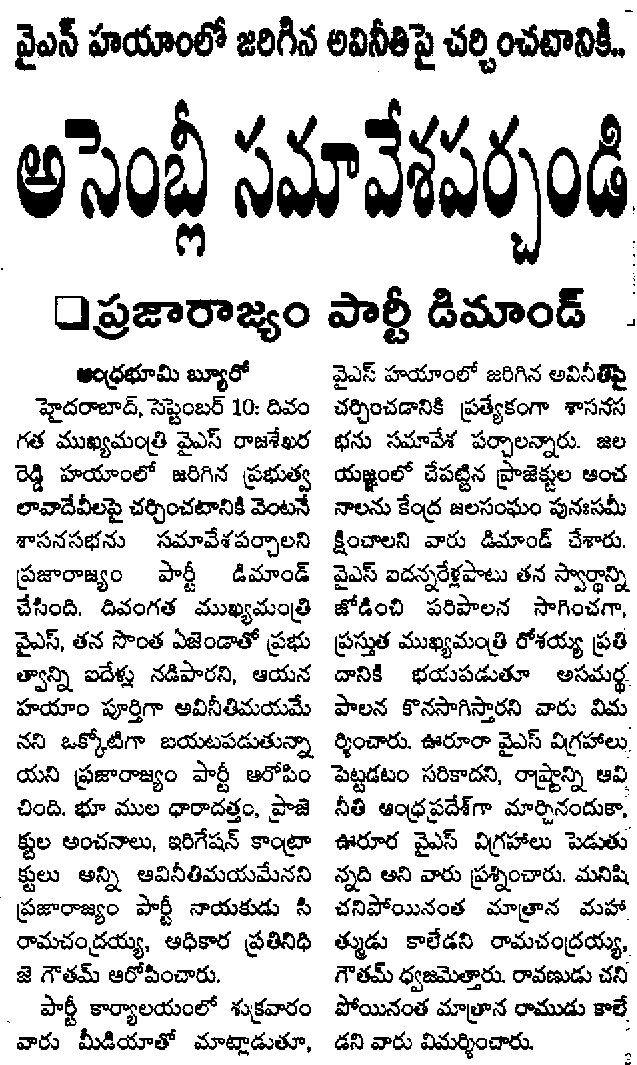 వైఎస్ హయాంలో జరిగిన అవినీతిపై చర్చించటానికి..
అసెంబ్లీ సమావేశపర్చండి
❑ప్రజారాజ్యం పార్టీ డిమాండ్
ఆంధ్రభూమి బ్యూరో
హైదరాబాద్, సెప్టెంబర్ 10: దివం
గత ముఖ్యమంత్రి వైఎస్ రాజశేఖర
రెడ్డి హయాంలో జరిగిన ప్రభుత్వ
లావాదేవీలపై చర్చించటానికి వెంటనే
శాసనసభను సమావేశపర్చాలని
ప్రజారాజ్యం పార్టీ డిమాండ్
చేసింది. దివంగత ముఖ్యమంత్రి
వైఎస్, తన సొంత ఏజెండాతో ప్రభు
త్వాన్ని ఐదేళ్లు నడిపారని, ఆయన
హయాం పూర్తిగా అవినీతిమయమే
నని ఒక్కోటిగా బయటపడుతున్నా
యని ప్రజారాజ్యం పార్టీ ఆరోపిం
చింది. భూ ముల ధారాదత్తం, ప్రాజె
క్టుల అంచనాలు, ఇరిగేషన్ కాంట్రా
క్టులు అన్ని అవినీతిమయమేనని
ప్రజారాజ్యం పార్టీ నాయకుడు సి
రామచంద్రయ్య, అధికార ప్రతినిధి
జె గౌతమ్ ఆరోపించారు.
పార్టీ కార్యాలయంలో శుక్రవారం
వారు మీడియాతో మాట్లాడుతూ,
వైఎస్ హయాంలో జరిగిన అవినీతిపై
చర్చించడానికి ప్రత్యేకంగా శాసనస
భను సమావేశ పర్చాలన్నారు. జల
యజ్ఞంలో చేపట్టిన ప్రాజెక్టుల అంచ
నాలను కేంద్ర జలసంఘం పునఃసమీ
క్షించాలని వారు డిమాండ్ చేశారు.
వైఎస్ ఐదన్నరేళ్లపాటు తన స్వార్థాన్ని
జోడించి పరిపాలన సాగించగా,
ప్రస్తుత ముఖ్యమంత్రి రోశయ్య ప్రతి
దానికి భయపడుతూ అసమర్థ
పాలన కొనసాగిస్తారని వారు విమ
ర్శించారు. ఊరూరా వైఎస్ విగ్రహాలు
పెట్టడటం సరికాదని, రాష్ట్రాన్ని అవి
నీతి ఆంధ్రప్రదేశ్‌గా మార్చినందుకా,
ఊరూర వైఎస్ విగ్రహాలు పెడుతు
న్నది అని వారు ప్రశ్నించారు. మనిషి
చనిపోయినంత మాత్రాన మహా
త్ముడు కాలేడని రామచంద్రయ్య,
గౌతమ్ ధ్వజమెత్తారు. రావణుడు చని
పోయినంత మాత్రాన రాముడు కాలే
డని వారు విమర్శించారు.